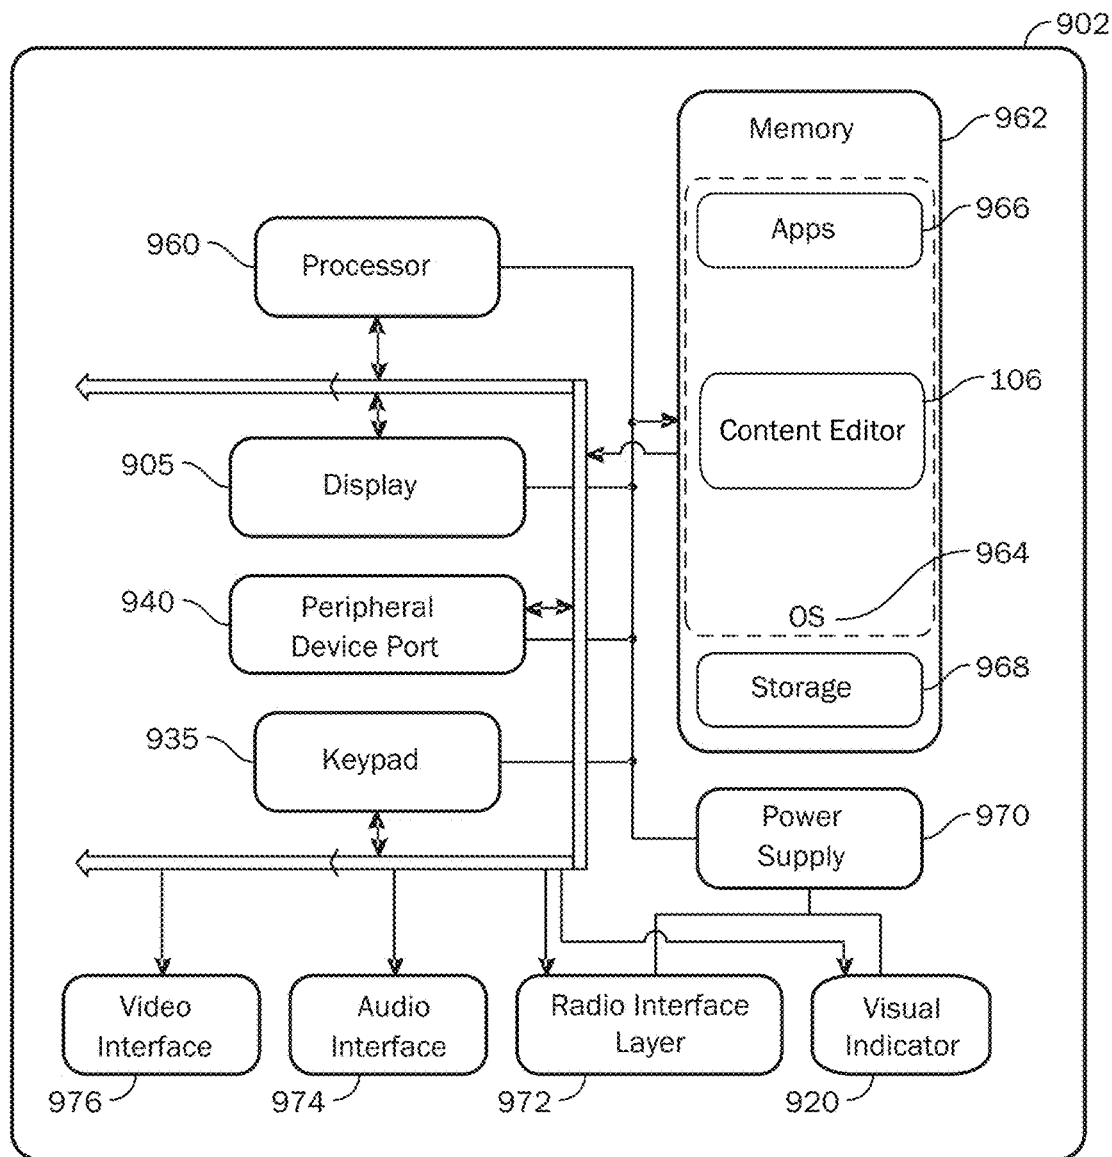 902
Memory
962
Apps
966
960
Processor
Content Editor
106
905
Display
964
940
Peripheral
Device Port
OS
Storage
968
935
Keypad
Power
Supply
970
Video
Interface
Audio
Interface
Radio Interface
Layer
Visual
Indicator
976
974
972
920